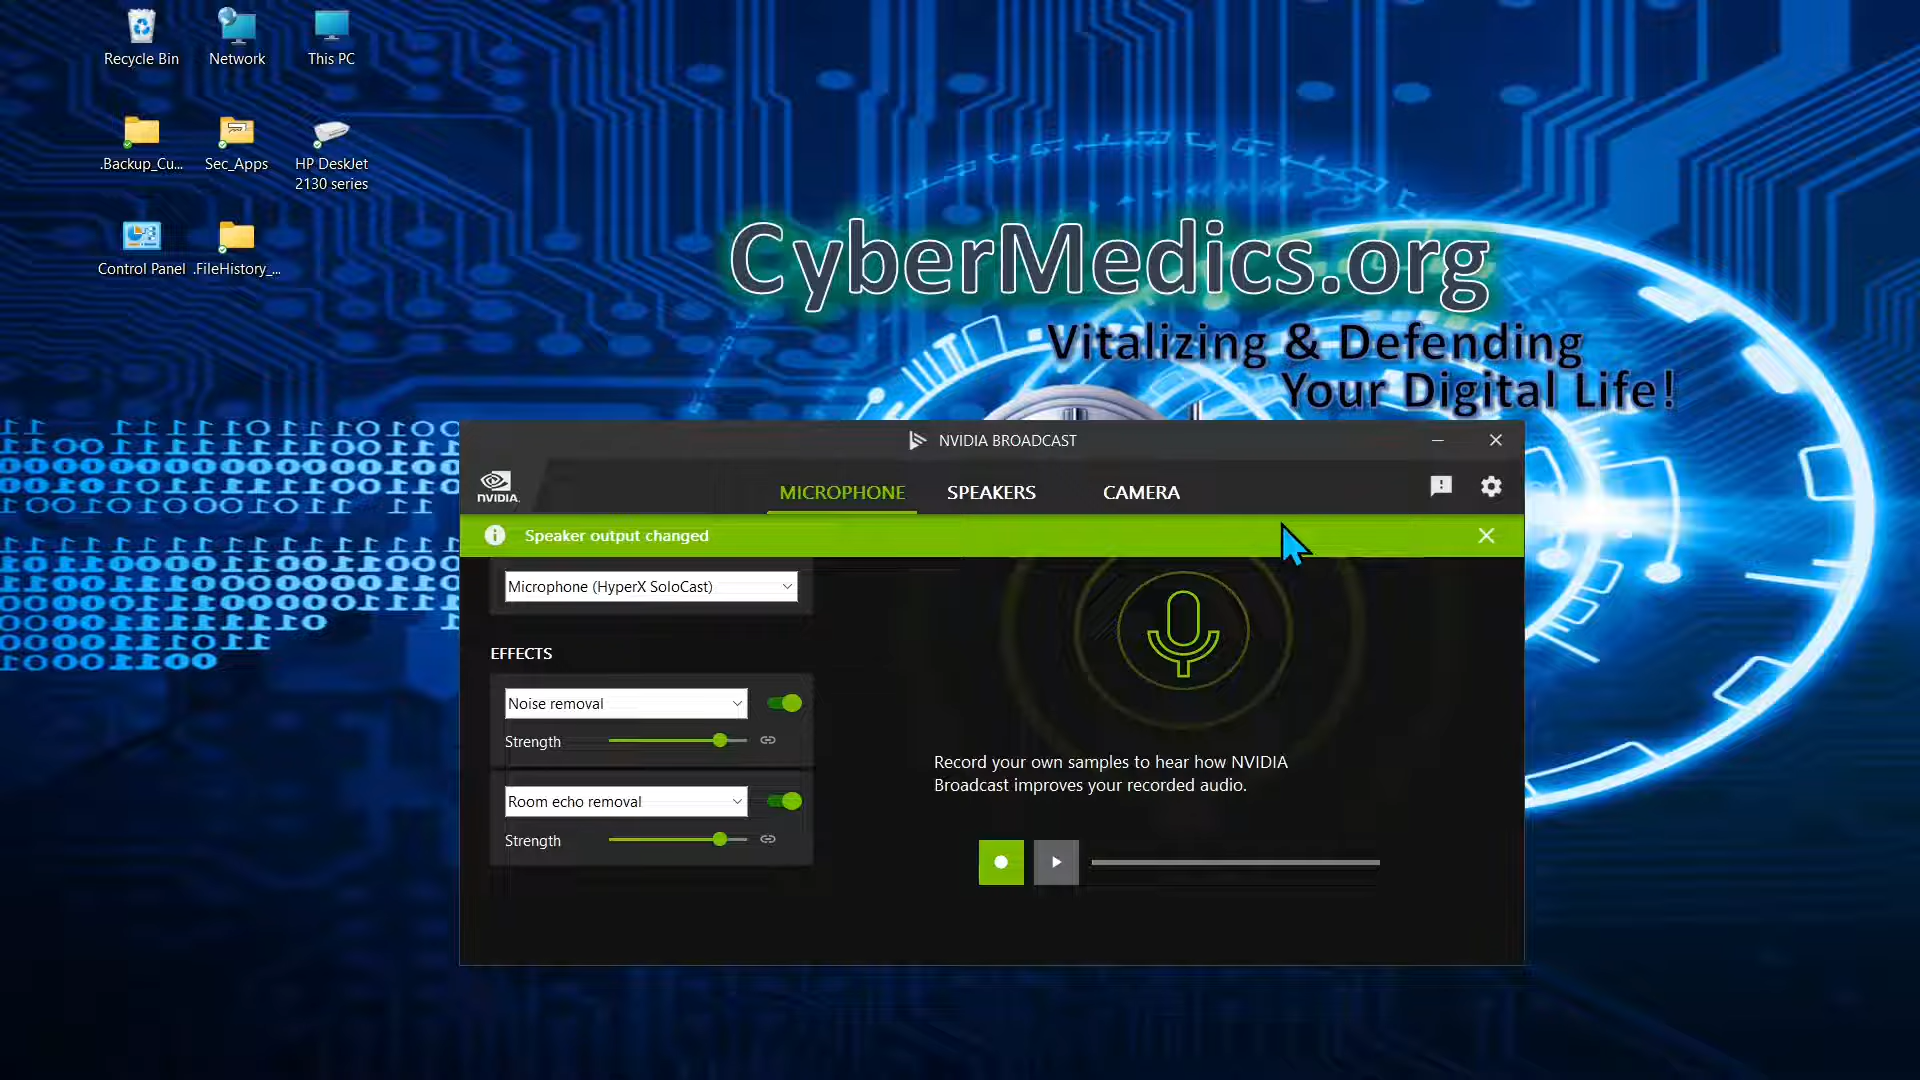 Recycle Bin
Network
This PC
.Backup_Cu...
Sec_Apps
HP DeskJet
2130 series
Control Panel
.FileHistory_...
CyberMedics.org
Vitalizing & Defending
Your Digital Life!
NVIDIA BROADCAST
NVIDIA.
MICROPHONE
SPEAKERS
CAMERA
Speaker output changed
Microphone (HyperX SoloCast)
EFFECTS
Noise removal
Strength
Room echo removal
Strength
Record your own samples to hear how NVIDIA
Broadcast improves your recorded audio.